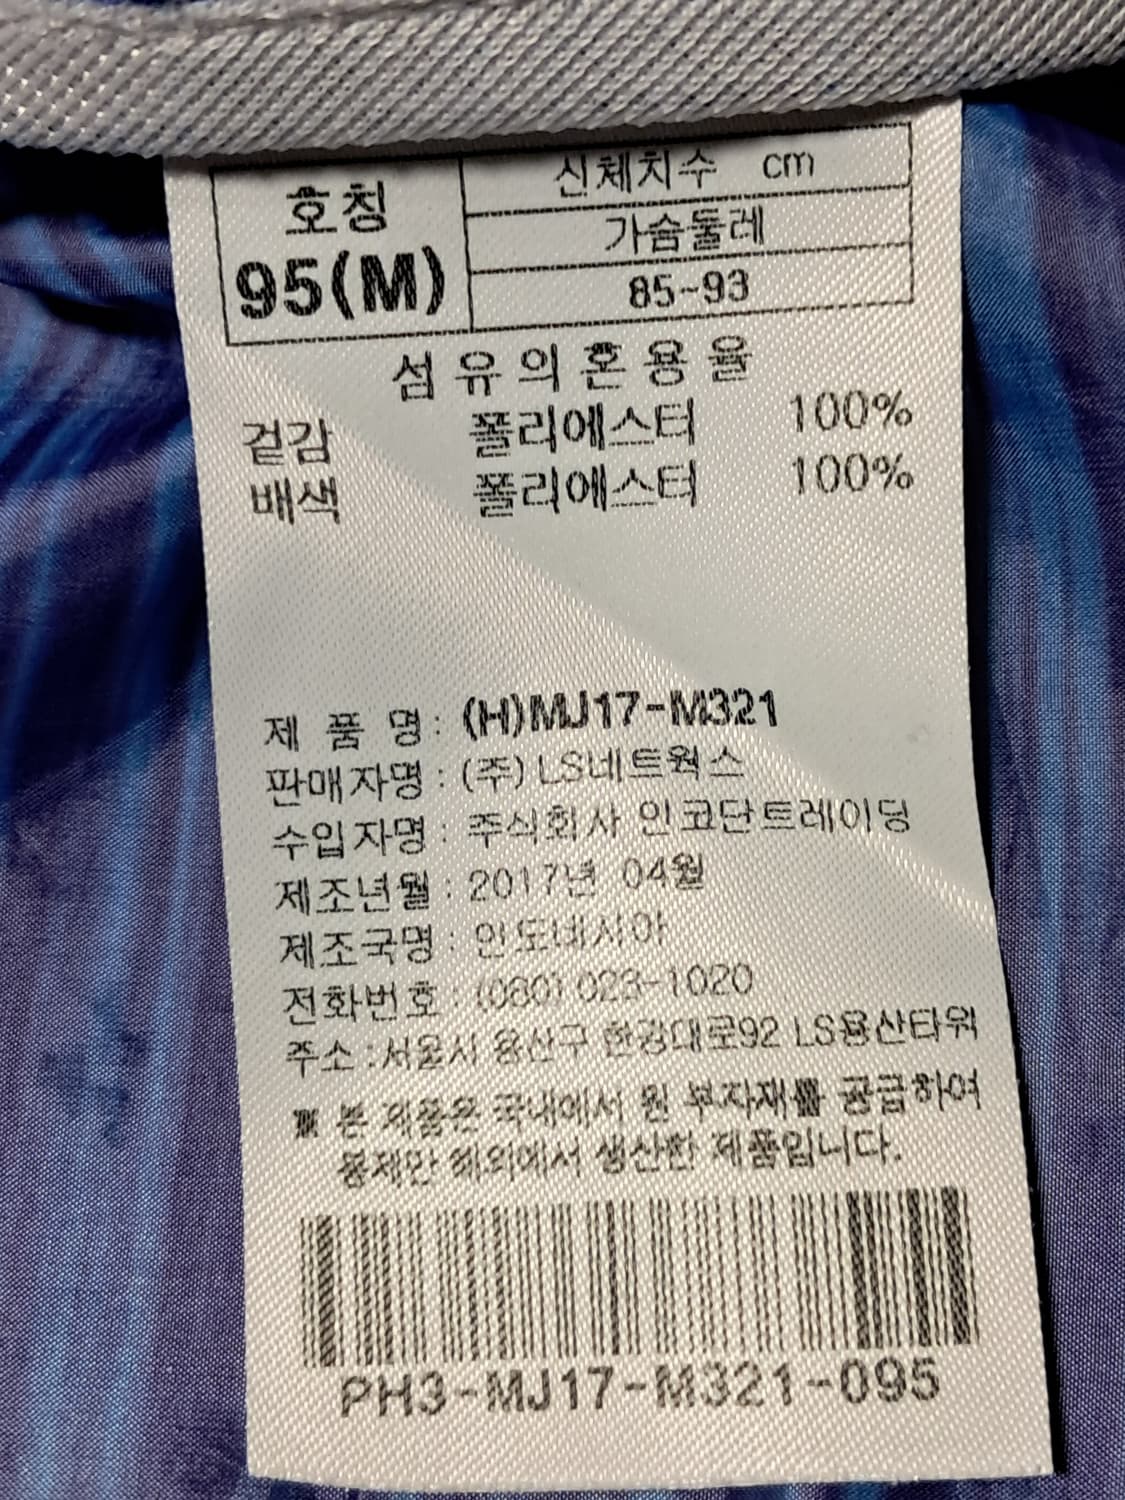 호칭
95(M)
신체치수 cm
가슴둘레
85-93
섬유의혼용율
겉감 폴리에스터 100%
배색 폴리에스터 100%
제 품 명 : (H)MJ17-M321
판매자명 : (주)LS네트웍스
수입자명 : 주식회사 인코단트레이딩
제조년월 : 2017년 04월
제조국명 : 인도네시아
전화번호 : (080) 023-1020
주소 : 서울시 용산구 한강대로92 LS용산타워
※ 본 제품은 국내에서 원 부자재를 공급하여
봉제만 해외에서 생산한 제품입니다.
PH3-MJ17-M321-095